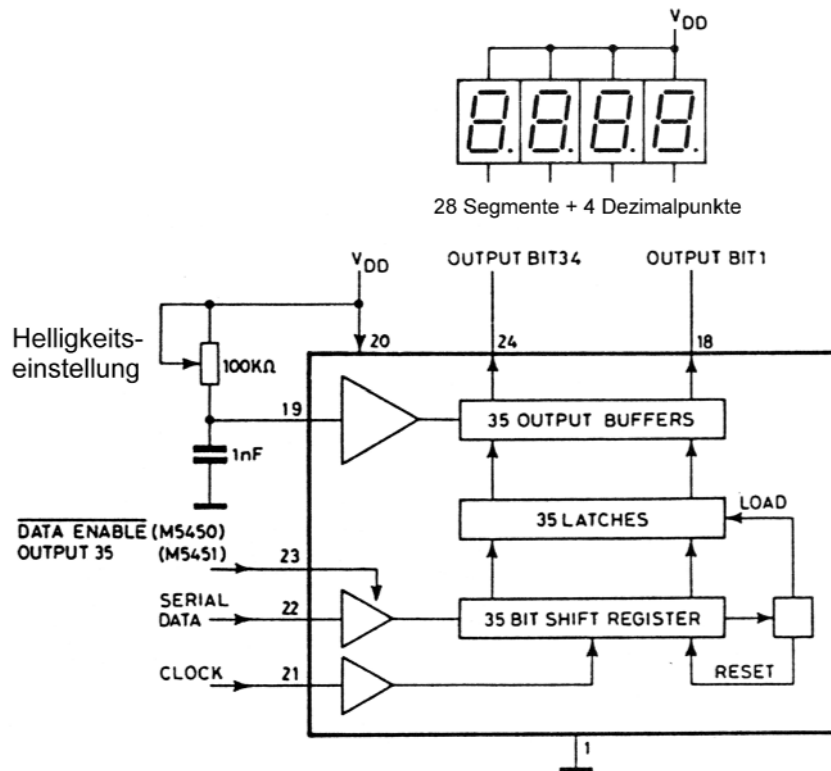 VDD
28 Segmente + 4 Dezimalpunkte
VDD
OUTPUT BIT34
OUTPUT BIT1
Helligkeits-
einstellung
100KΩ
20
24
18
19
1nF
35 OUTPUT BUFFERS
35 LATCHES
LOAD
DATA ENABLE (M5450)
OUTPUT 35 (M5451)
23
SERIAL
DATA
22
35 BIT SHIFT REGISTER
CLOCK
21
RESET
1